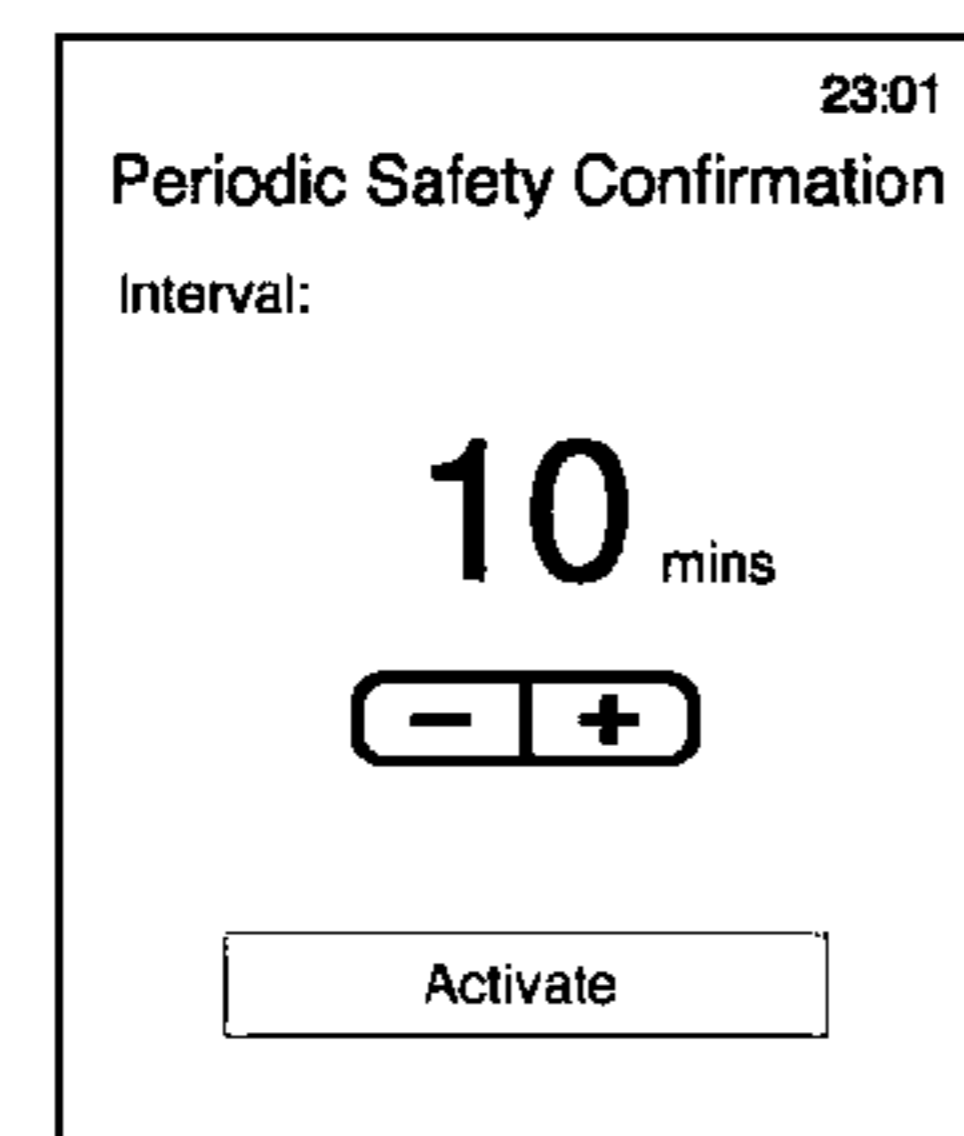 23:01
Periodic Safety Confirmation
Interval:
10 mins
− +
Activate